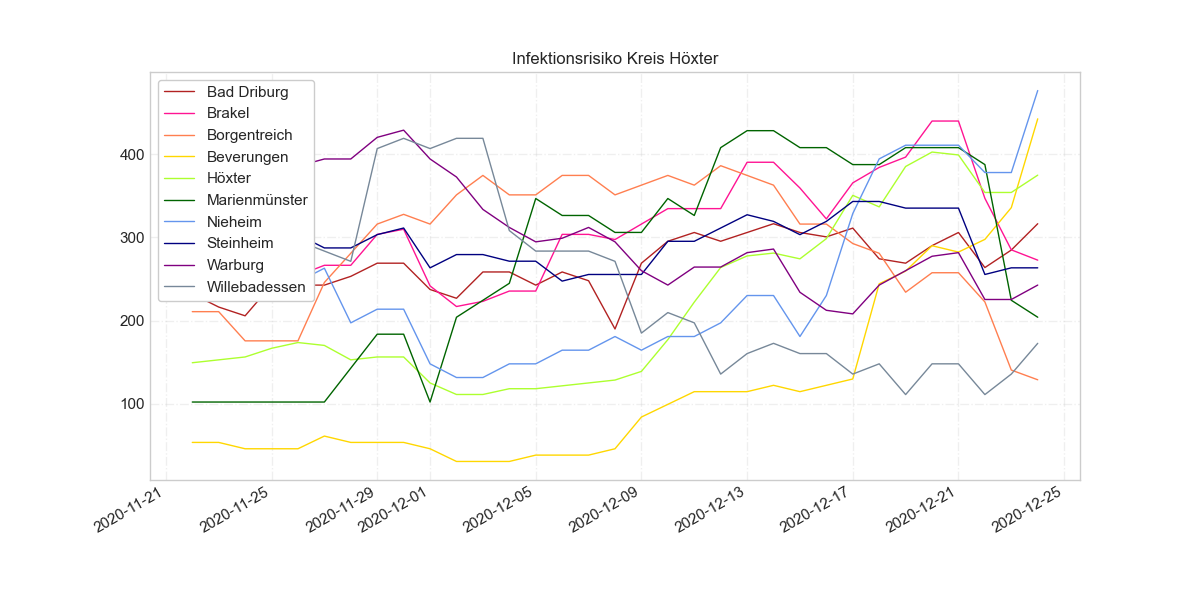 Infektionsrisiko Kreis Höxter
Bad Driburg
Brakel
Borgentreich
Beverungen
Höxter
Marienmünster
Nieheim
Steinheim
Warburg
Willebadessen
400
300
200
100
2020-11-21
2020-11-25
2020-11-29
2020-12-01
2020-12-05
2020-12-09
2020-12-13
2020-12-17
2020-12-21
2020-12-25